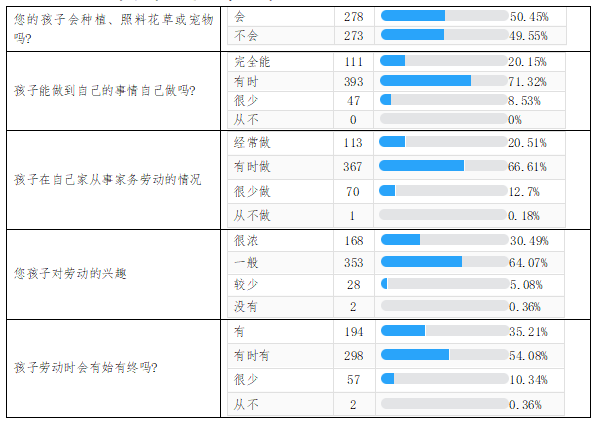 您的孩子会种植、照料花草或宠物吗?
会 278 50.45%
不会 273 49.55%
孩子能做到自己的事情自己做吗?
完全能 111 20.15%
有时 393 71.32%
很少 47 8.53%
从不 0 0%
孩子在自己家从事家务劳动的情况
经常做 113 20.51%
有时做 367 66.61%
很少做 70 12.7%
从不做 1 0.18%
您孩子对劳动的兴趣
很浓 168 30.49%
一般 353 64.07%
较少 28 5.08%
没有 2 0.36%
孩子劳动时会有始有终吗?
有 194 35.21%
有时有 298 54.08%
很少 57 10.34%
从不 2 0.36%